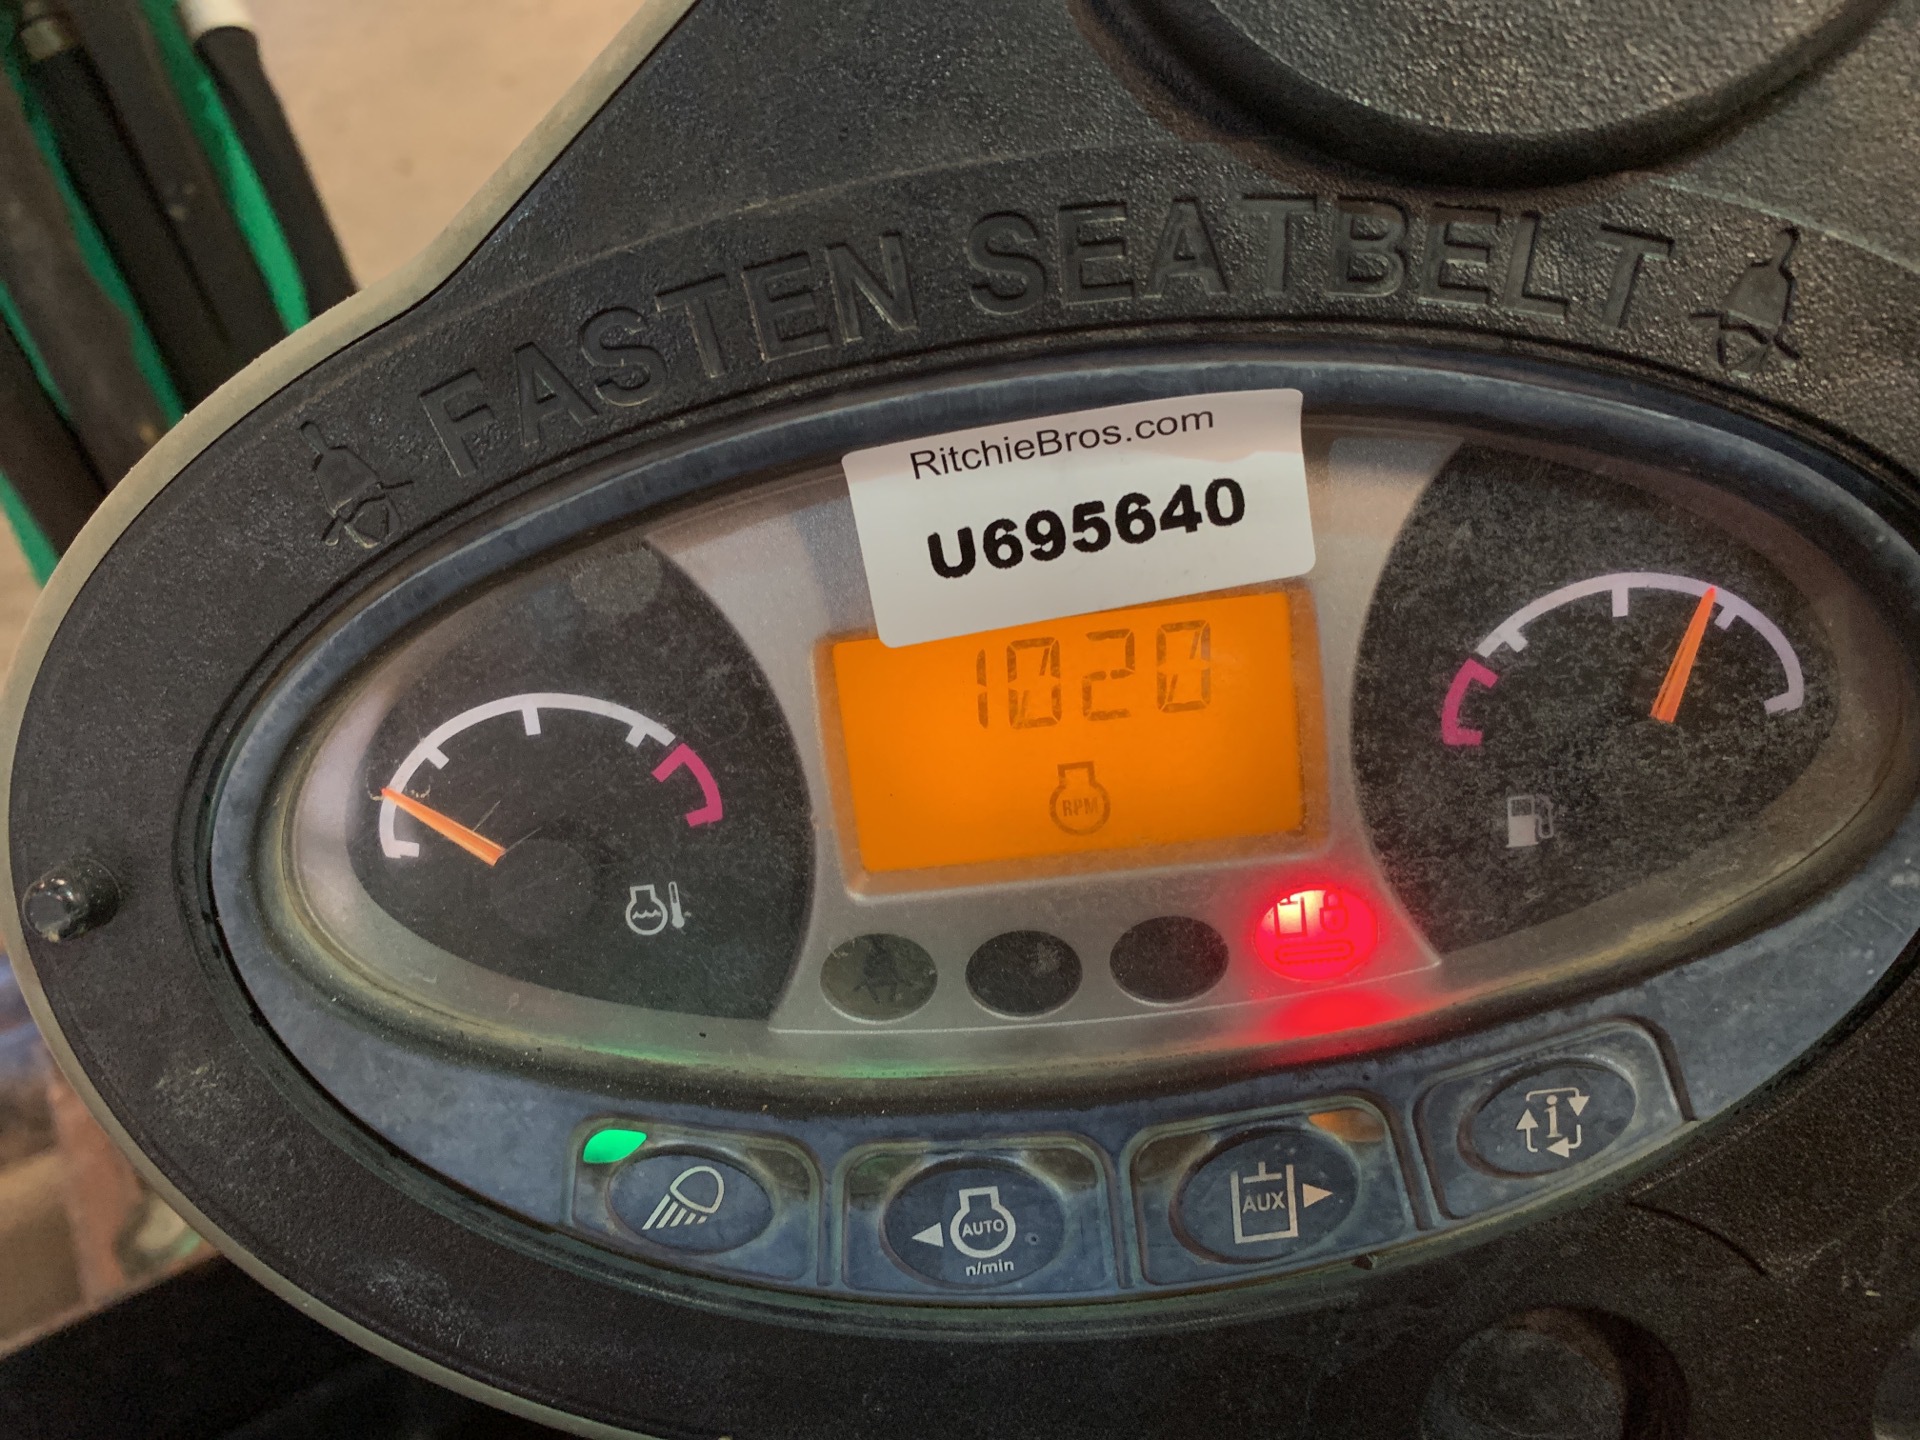 FASTEN SEATBELT
RitchieBros.com
U695640
1020
RPM
AUTO
n/min
AUX
i